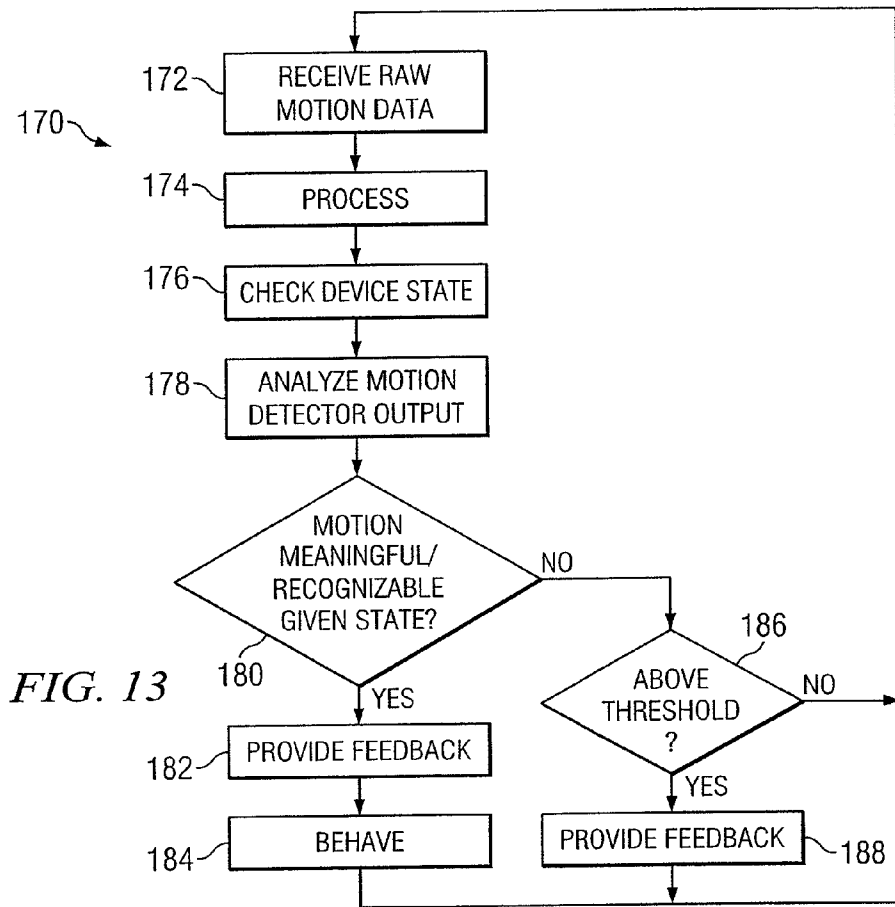 172
RECEIVE RAW
MOTION DATA
170
174
PROCESS
176
CHECK DEVICE STATE
178
ANALYZE MOTION
DETECTOR OUTPUT
MOTION
MEANINGFUL/
RECOGNIZABLE
GIVEN STATE?
NO
180
YES
186
ABOVE
THRESHOLD
?
NO
YES
FIG. 13
182
PROVIDE FEEDBACK
184
BEHAVE
PROVIDE FEEDBACK
188